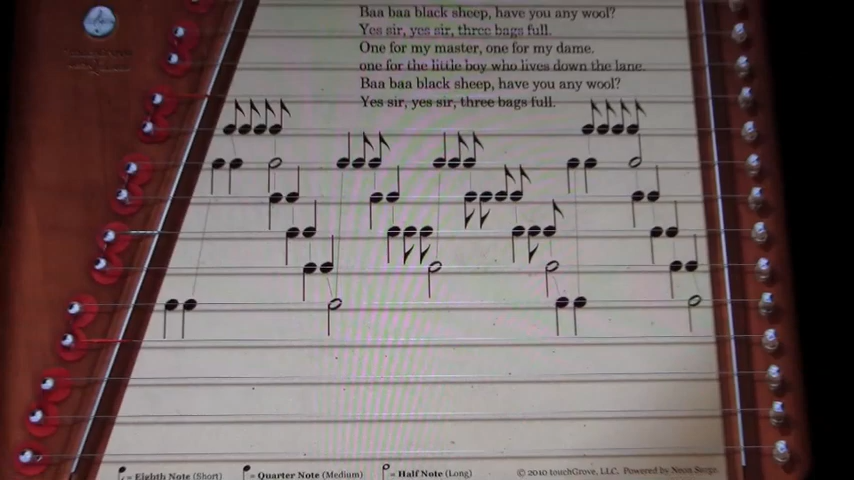 Baa baa black sheep, have you any wool?
Yes sir, yes sir, three bags full.
One for my master, one for my dame.
one for the little boy who lives down the lane.
Baa baa black sheep, have you any wool?
Yes sir, yes sir, three bags full.
= Eighth Note (Short) = Quarter Note (Medium) = Half Note (Long) © 2010 touchGrove, LLC. Powered by Neon Surge.